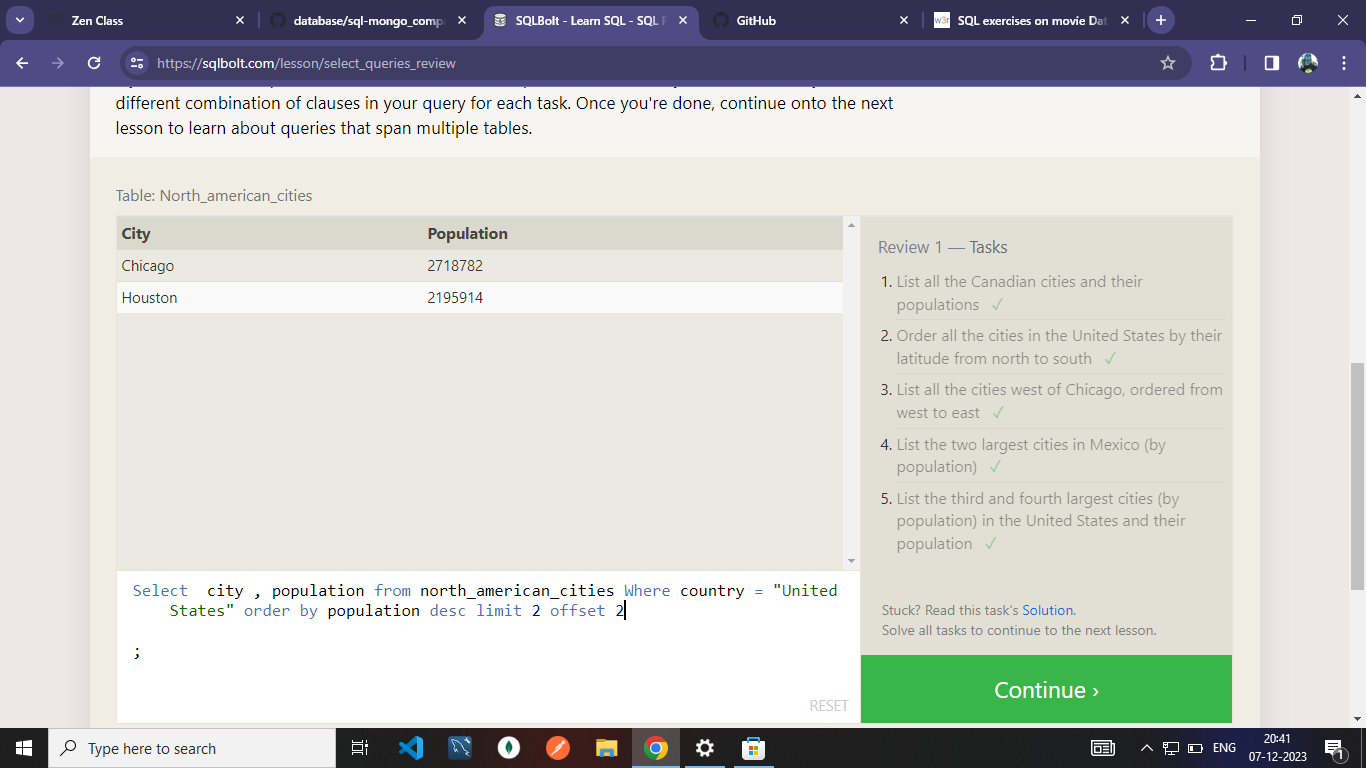 Zen Class
database/sql-mongo_comp
SQLBolt - Learn SQL - SQL
GitHub
w3r
SQL exercises on movie Dat
https://sqlbolt.com/lesson/select_queries_review
different combination of clauses in your query for each task. Once you're done, continue onto the next
lesson to learn about queries that span multiple tables.
Table: North_american_cities
City Population
Chicago 2718782
Houston 2195914
Select city , population from north_american_cities Where country = "United
States" order by population desc limit 2 offset 2
;
RESET
Review 1 — Tasks
1. List all the Canadian cities and their
populations ✓
2. Order all the cities in the United States by their
latitude from north to south ✓
3. List all the cities west of Chicago, ordered from
west to east ✓
4. List the two largest cities in Mexico (by
population) ✓
5. List the third and fourth largest cities (by
population) in the United States and their
population ✓
Stuck? Read this task's Solution.
Solve all tasks to continue to the next lesson.
Continue ›
Type here to search
ENG
20:41
07-12-2023
1